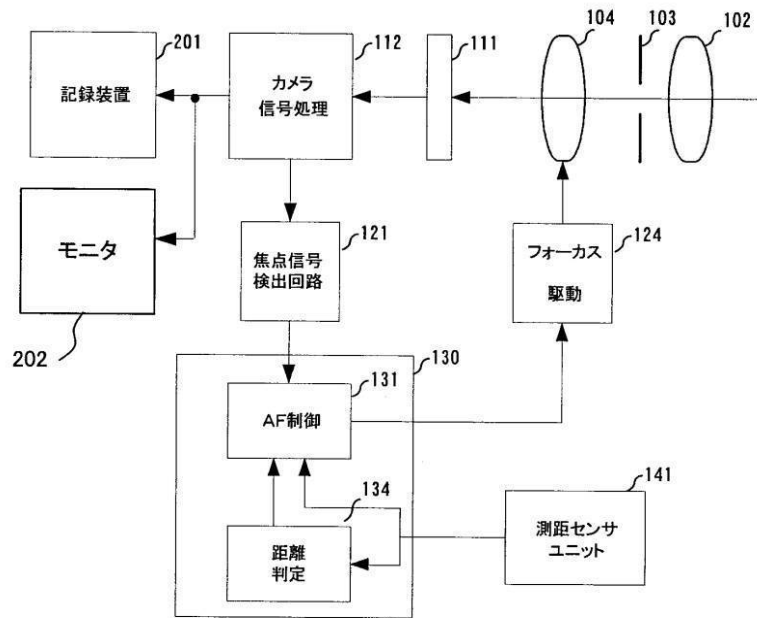 201
112
104
103
102
111
記録装置
カメラ
信号処理
モニタ
202
121
焦点信号
検出回路
124
フォーカス
駆動
130
131
AF制御
134
141
距離
判定
測距センサ
ユニット